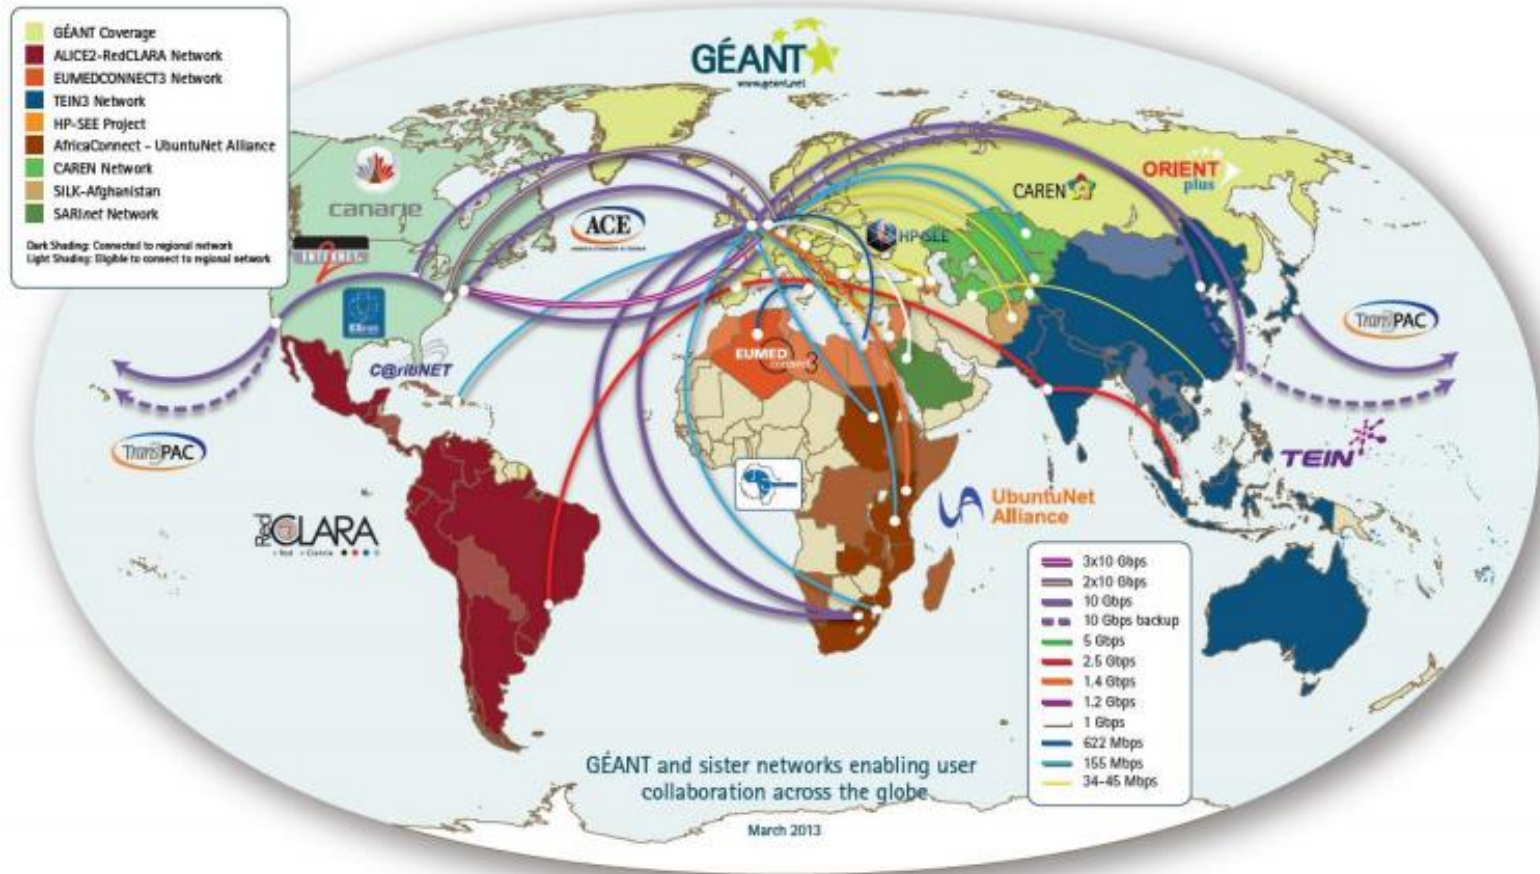 GÉANT Coverage
ALICE2-RedCLARA Network
EUMEDCONNECT3 Network
TEIN3 Network
HP-SEE Project
AfricaConnect - UbuntuNet Alliance
CAREN Network
SILK-Afghanistan
SARInet Network
Dark Shading: Connected to regional network
Light Shading: Eligible to connect to regional network
GÉANT
www.geant.net
canarie
ACE
CAREN
ORIENT
plus
HP-SEE
C@ribNET
EUMED
connect 3
TransPAC
TransPAC
TEIN
Red
CLARA
UbuntuNet
Alliance
3x10 Gbps
2x10 Gbps
10 Gbps
10 Gbps backup
5 Gbps
2.5 Gbps
1.4 Gbps
1.2 Gbps
1 Gbps
622 Mbps
155 Mbps
34-45 Mbps
GÉANT and sister networks enabling user
collaboration across the globe
March 2013